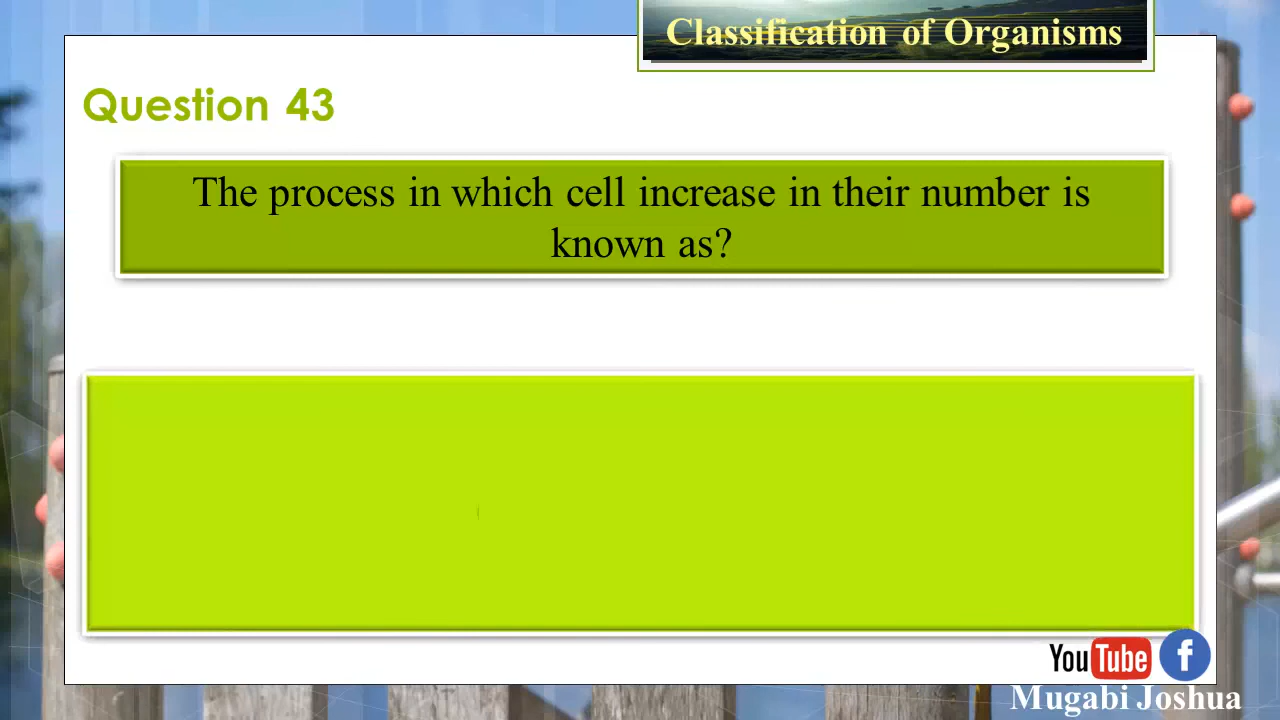 Classification of Organisms
Question 43
The process in which cell increase in their number is
known as?
YouTube f
Mugabi Joshua